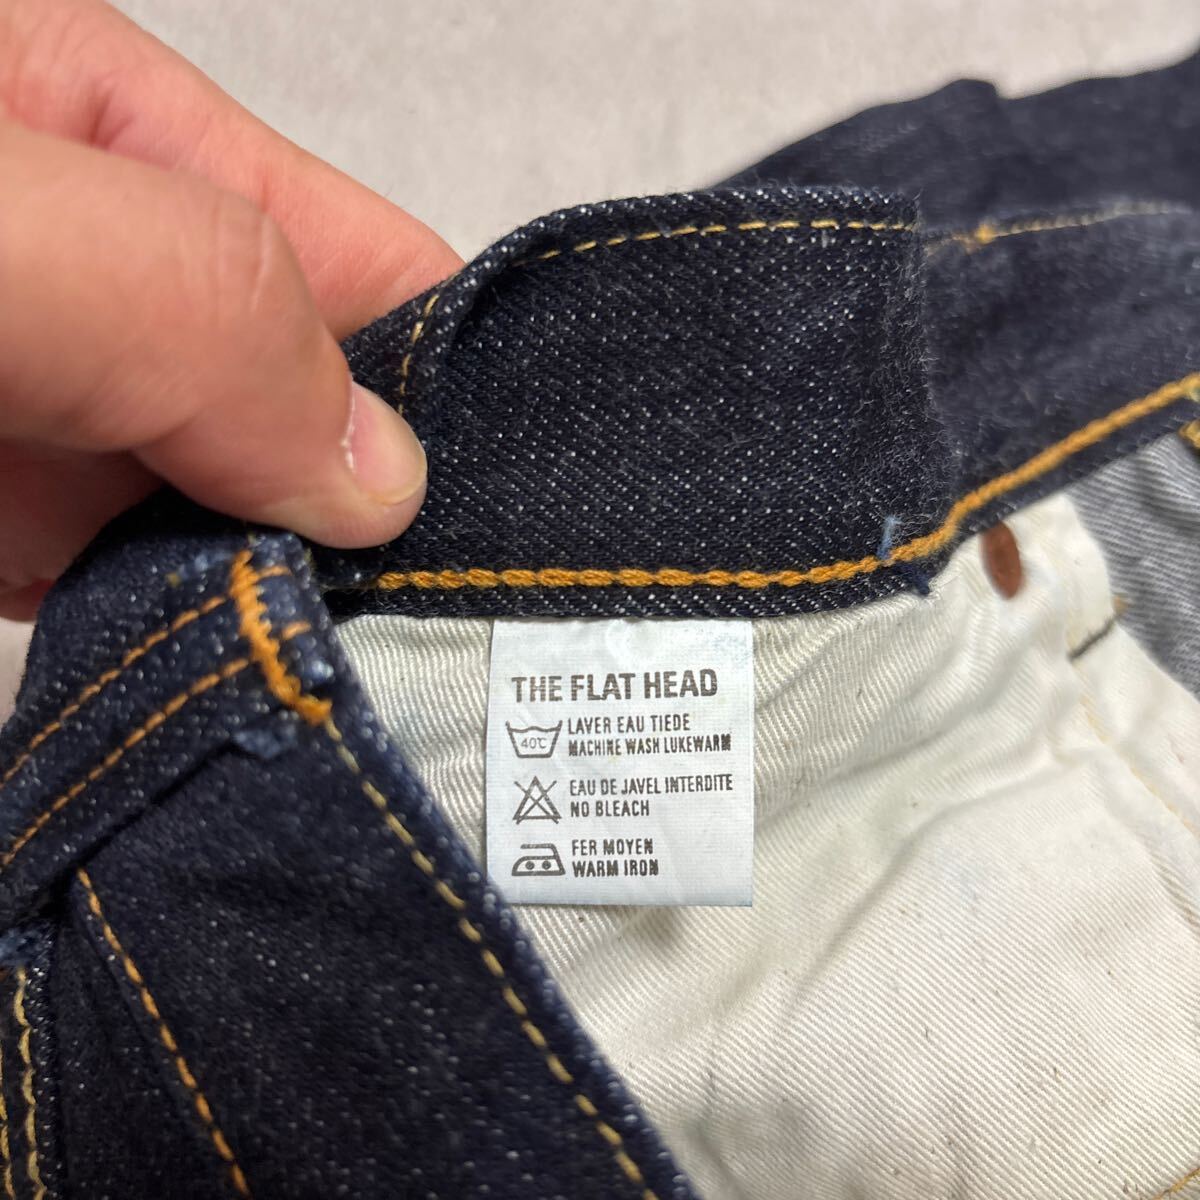 THE FLAT HEAD
40℃
LAVER EAU TIEDE
MACHINE WASH LUKEWARM
EAU DE JAVEL INTERDITE
NO BLEACH
FER MOYEN
WARM IRON